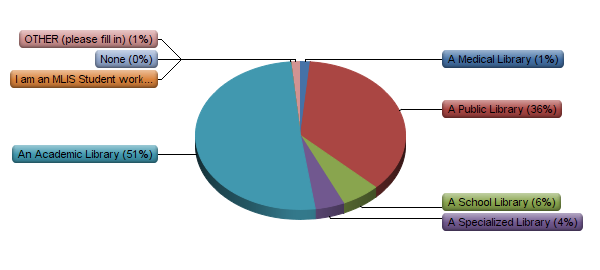 OTHER (please fill in) (1%)
None (0%)
I am an MLIS Student work...
An Academic Library (51%)
A Medical Library (1%)
A Public Library (36%)
A School Library (6%)
A Specialized Library (4%)